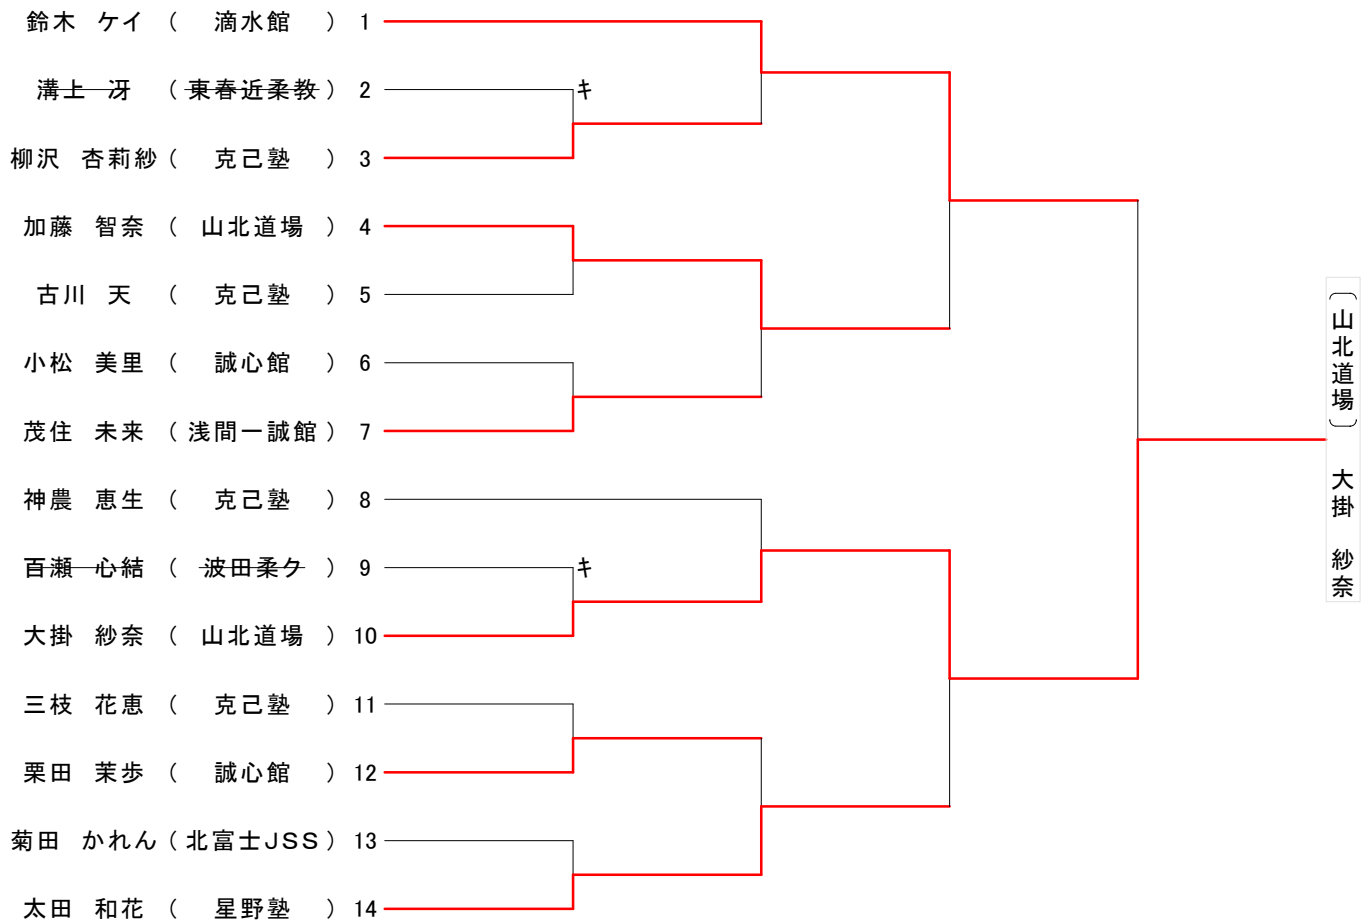 鈴木 ケイ ( 滴水館 ) 1
溝上 冴 ( 東春近柔教 ) 2 キ
柳沢 杏莉紗 ( 克己塾 ) 3
加藤 智奈 ( 山北道場 ) 4
古川 天 ( 克己塾 ) 5
小松 美里 ( 誠心館 ) 6
茂住 未来 ( 浅間一誠館 ) 7
神農 恵生 ( 克己塾 ) 8
百瀬 心結 ( 波田柔ク ) 9 キ
大掛 紗奈 ( 山北道場 ) 10
三枝 花恵 ( 克己塾 ) 11
栗田 茉歩 ( 誠心館 ) 12
菊田 かれん ( 北富士JSS ) 13
太田 和花 ( 星野塾 ) 14
(山北道場) 大掛 紗奈